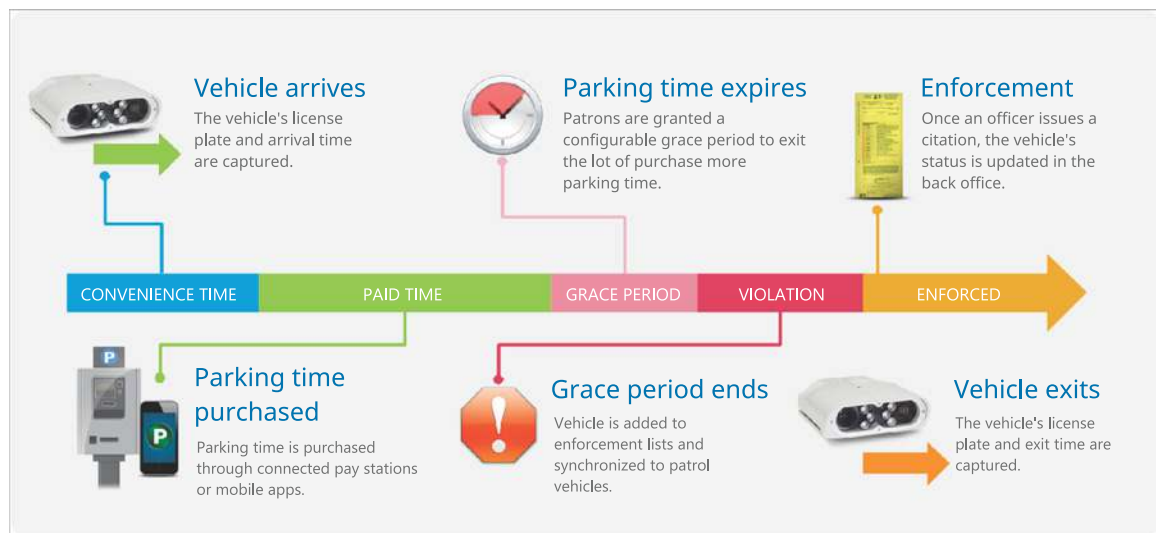 Vehicle arrives
The vehicle's license
plate and arrival time
are captured.
Parking time expires
Patrons are granted a
configurable grace period to exit
the lot of purchase more
parking time.
Enforcement
Once an officer issues a
citation, the vehicle's
status is updated in the
back office.
CONVENIENCE TIME
PAID TIME
GRACE PERIOD
VIOLATION
ENFORCED
P
P
Parking time
purchased
Parking time is purchased
through connected pay stations
or mobile apps.
Grace period ends
Vehicle is added to
enforcement lists and
synchronized to patrol
vehicles.
Vehicle exits
The vehicle's license
plate and exit time are
captured.